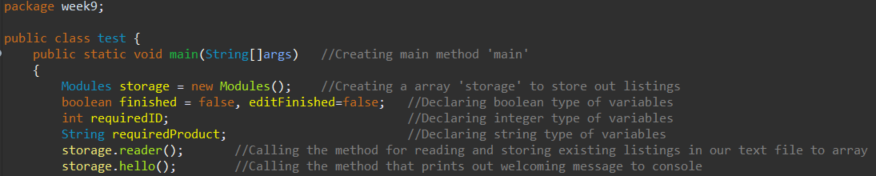 package week9;
public class test {
public static void main(String[]args) //Creating main method 'main'
{
Modules storage = new Modules(); //Creating a array 'storage' to store out listings
boolean finished = false, editFinished=false; //Declaring boolean type of variables
int requiredID; //Declaring integer type of variables
String requiredProduct; //Declaring string type of variables
storage.reader(); //Calling the method for reading and storing existing listings in our text file to array
storage.hello(); //Calling the method that prints out welcoming message to console